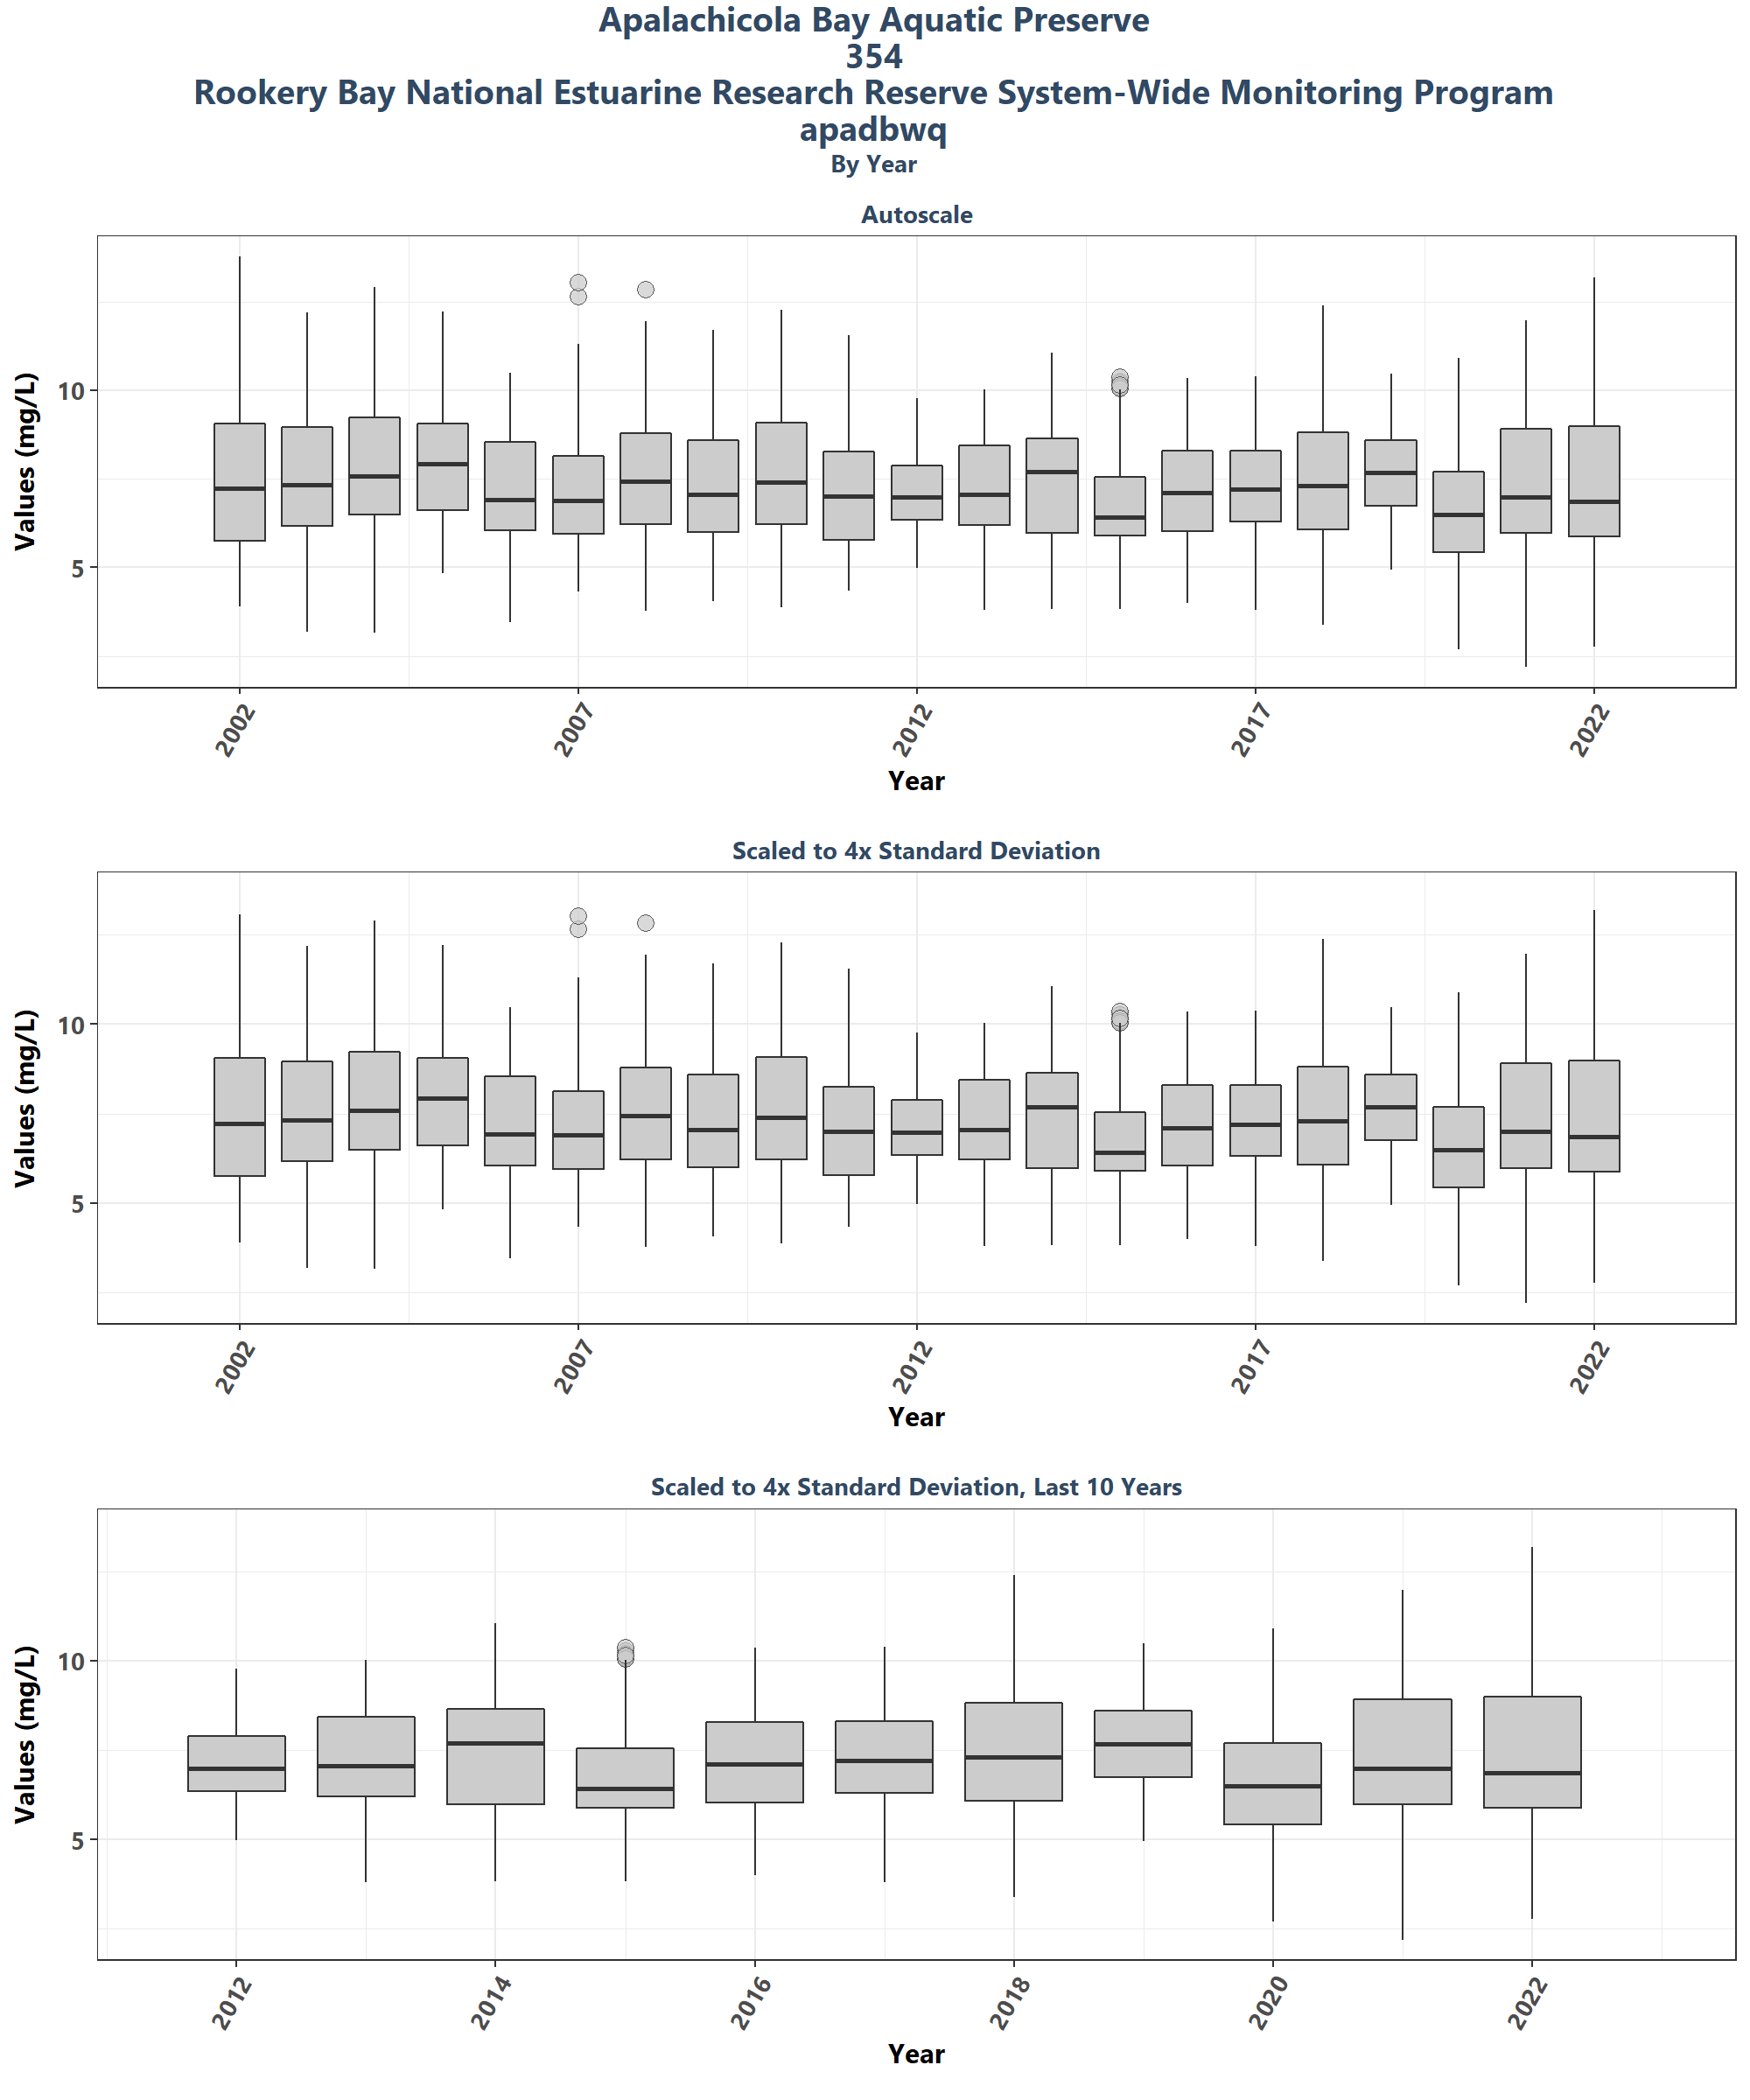 Apalachicola Bay Aquatic Preserve
354
Rookery Bay National Estuarine Research Reserve System-Wide Monitoring Program
apadbwq
By Year
Autoscale
Values (mg/L)
10
5
2002 2007 2012 2017 2022
Year
Scaled to 4x Standard Deviation
Values (mg/L)
10
5
2002 2007 2012 2017 2022
Year
Scaled to 4x Standard Deviation, Last 10 Years
Values (mg/L)
10
5
2012 2014 2016 2018 2020 2022
Year